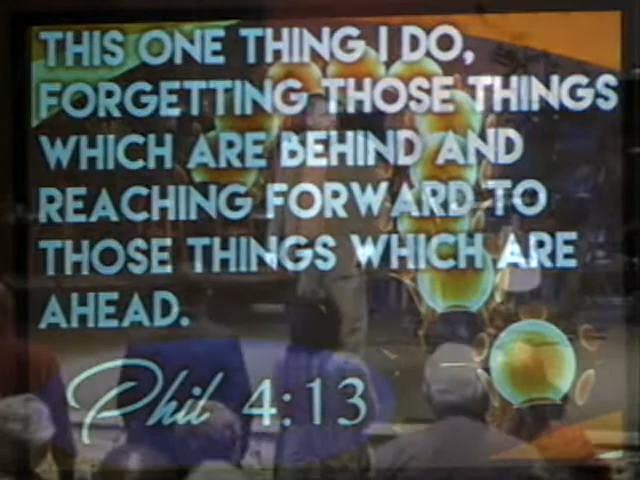 THIS ONE THING I DO,
FORGETTING THOSE THINGS
WHICH ARE BEHIND AND
REACHING FORWARD TO
THOSE THINGS WHICH ARE
AHEAD.
Phil 4:13